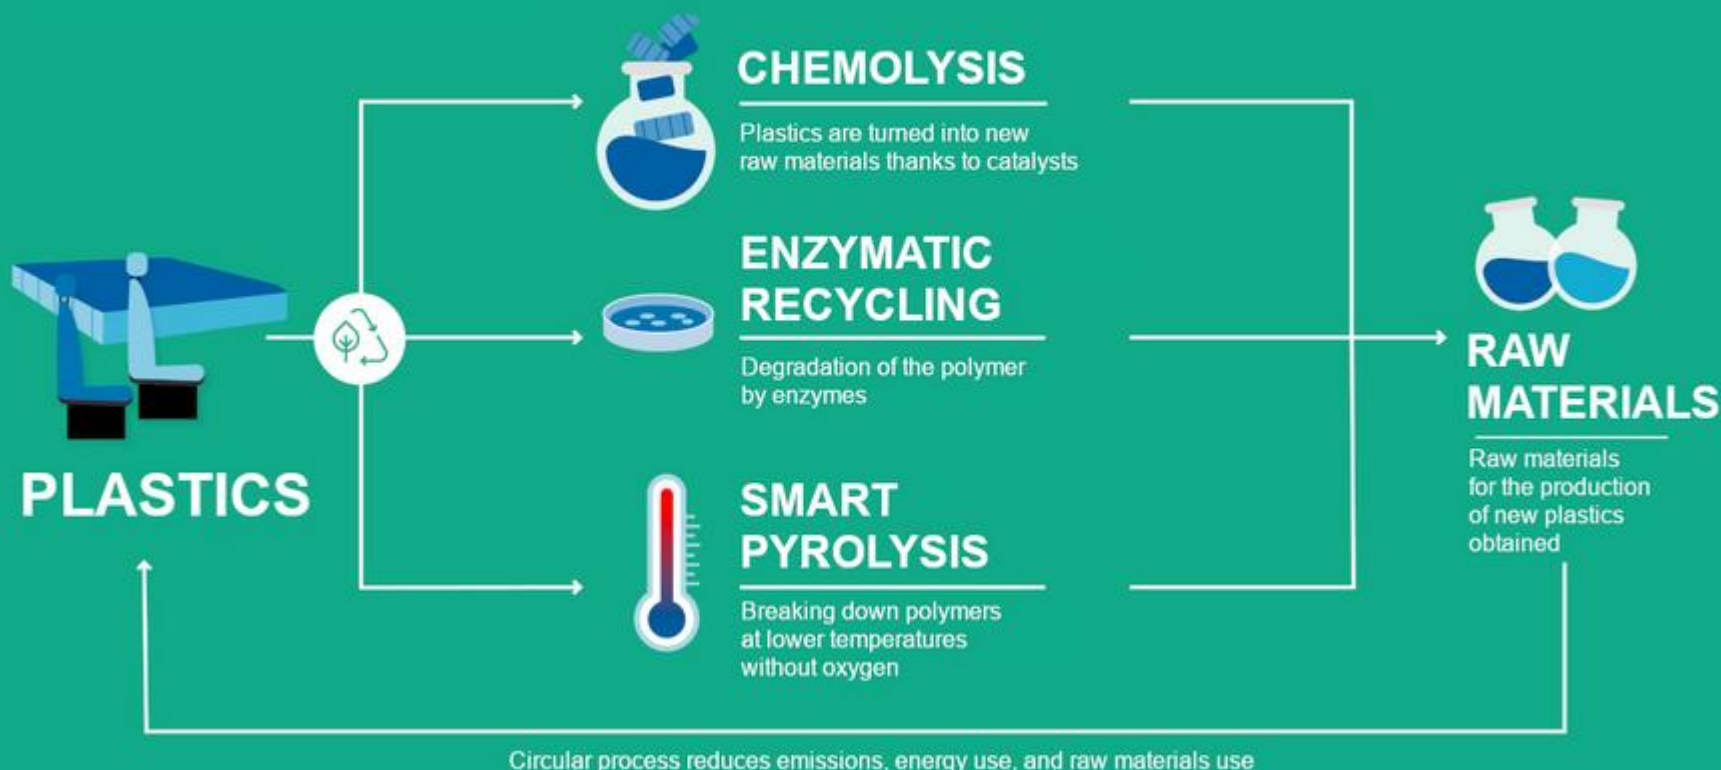 CHEMOLYSIS
Plastics are turned into new
raw materials thanks to catalysts
ENZYMATIC
RECYCLING
Degradation of the polymer
by enzymes
SMART
PYROLYSIS
Breaking down polymers
at lower temperatures
without oxygen
PLASTICS
RAW
MATERIALS
Raw materials
for the production
of new plastics
obtained
Circular process reduces emissions, energy use, and raw materials use